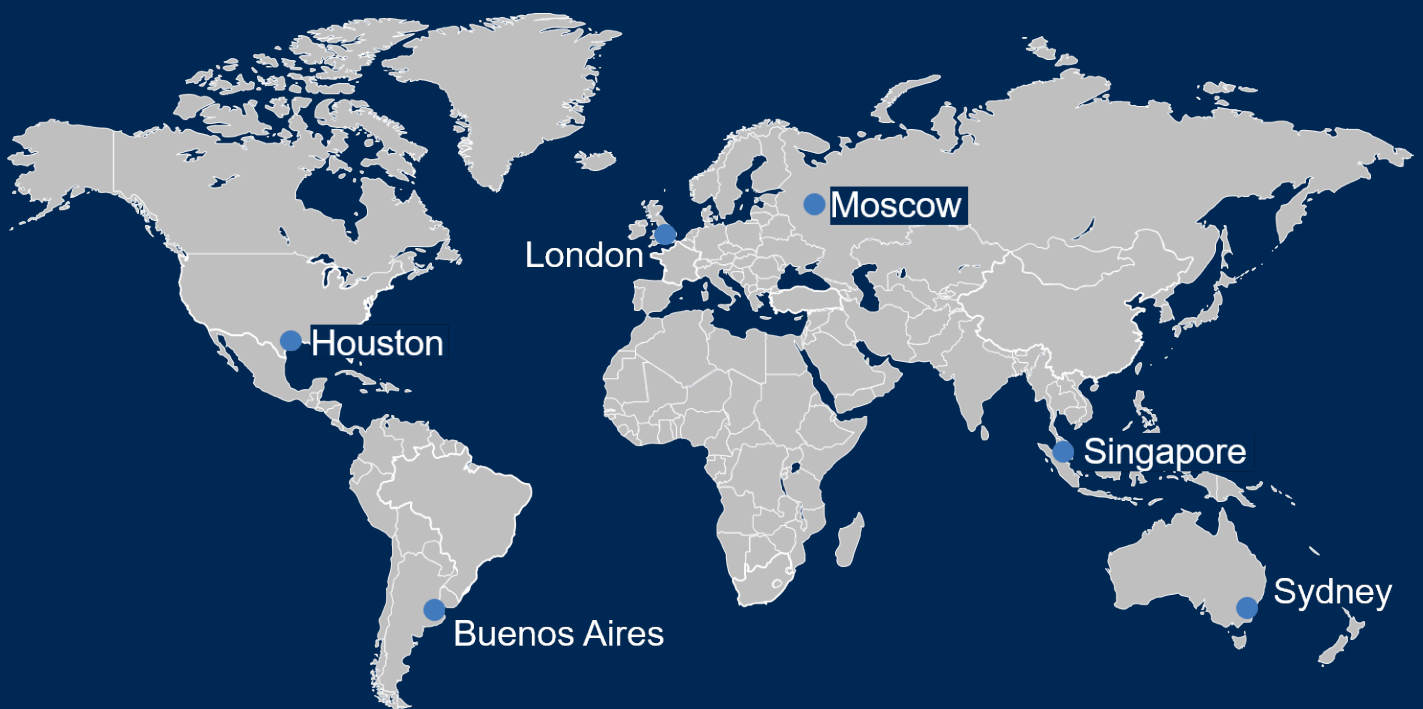 Moscow
London
Houston
Singapore
Sydney
Buenos Aires